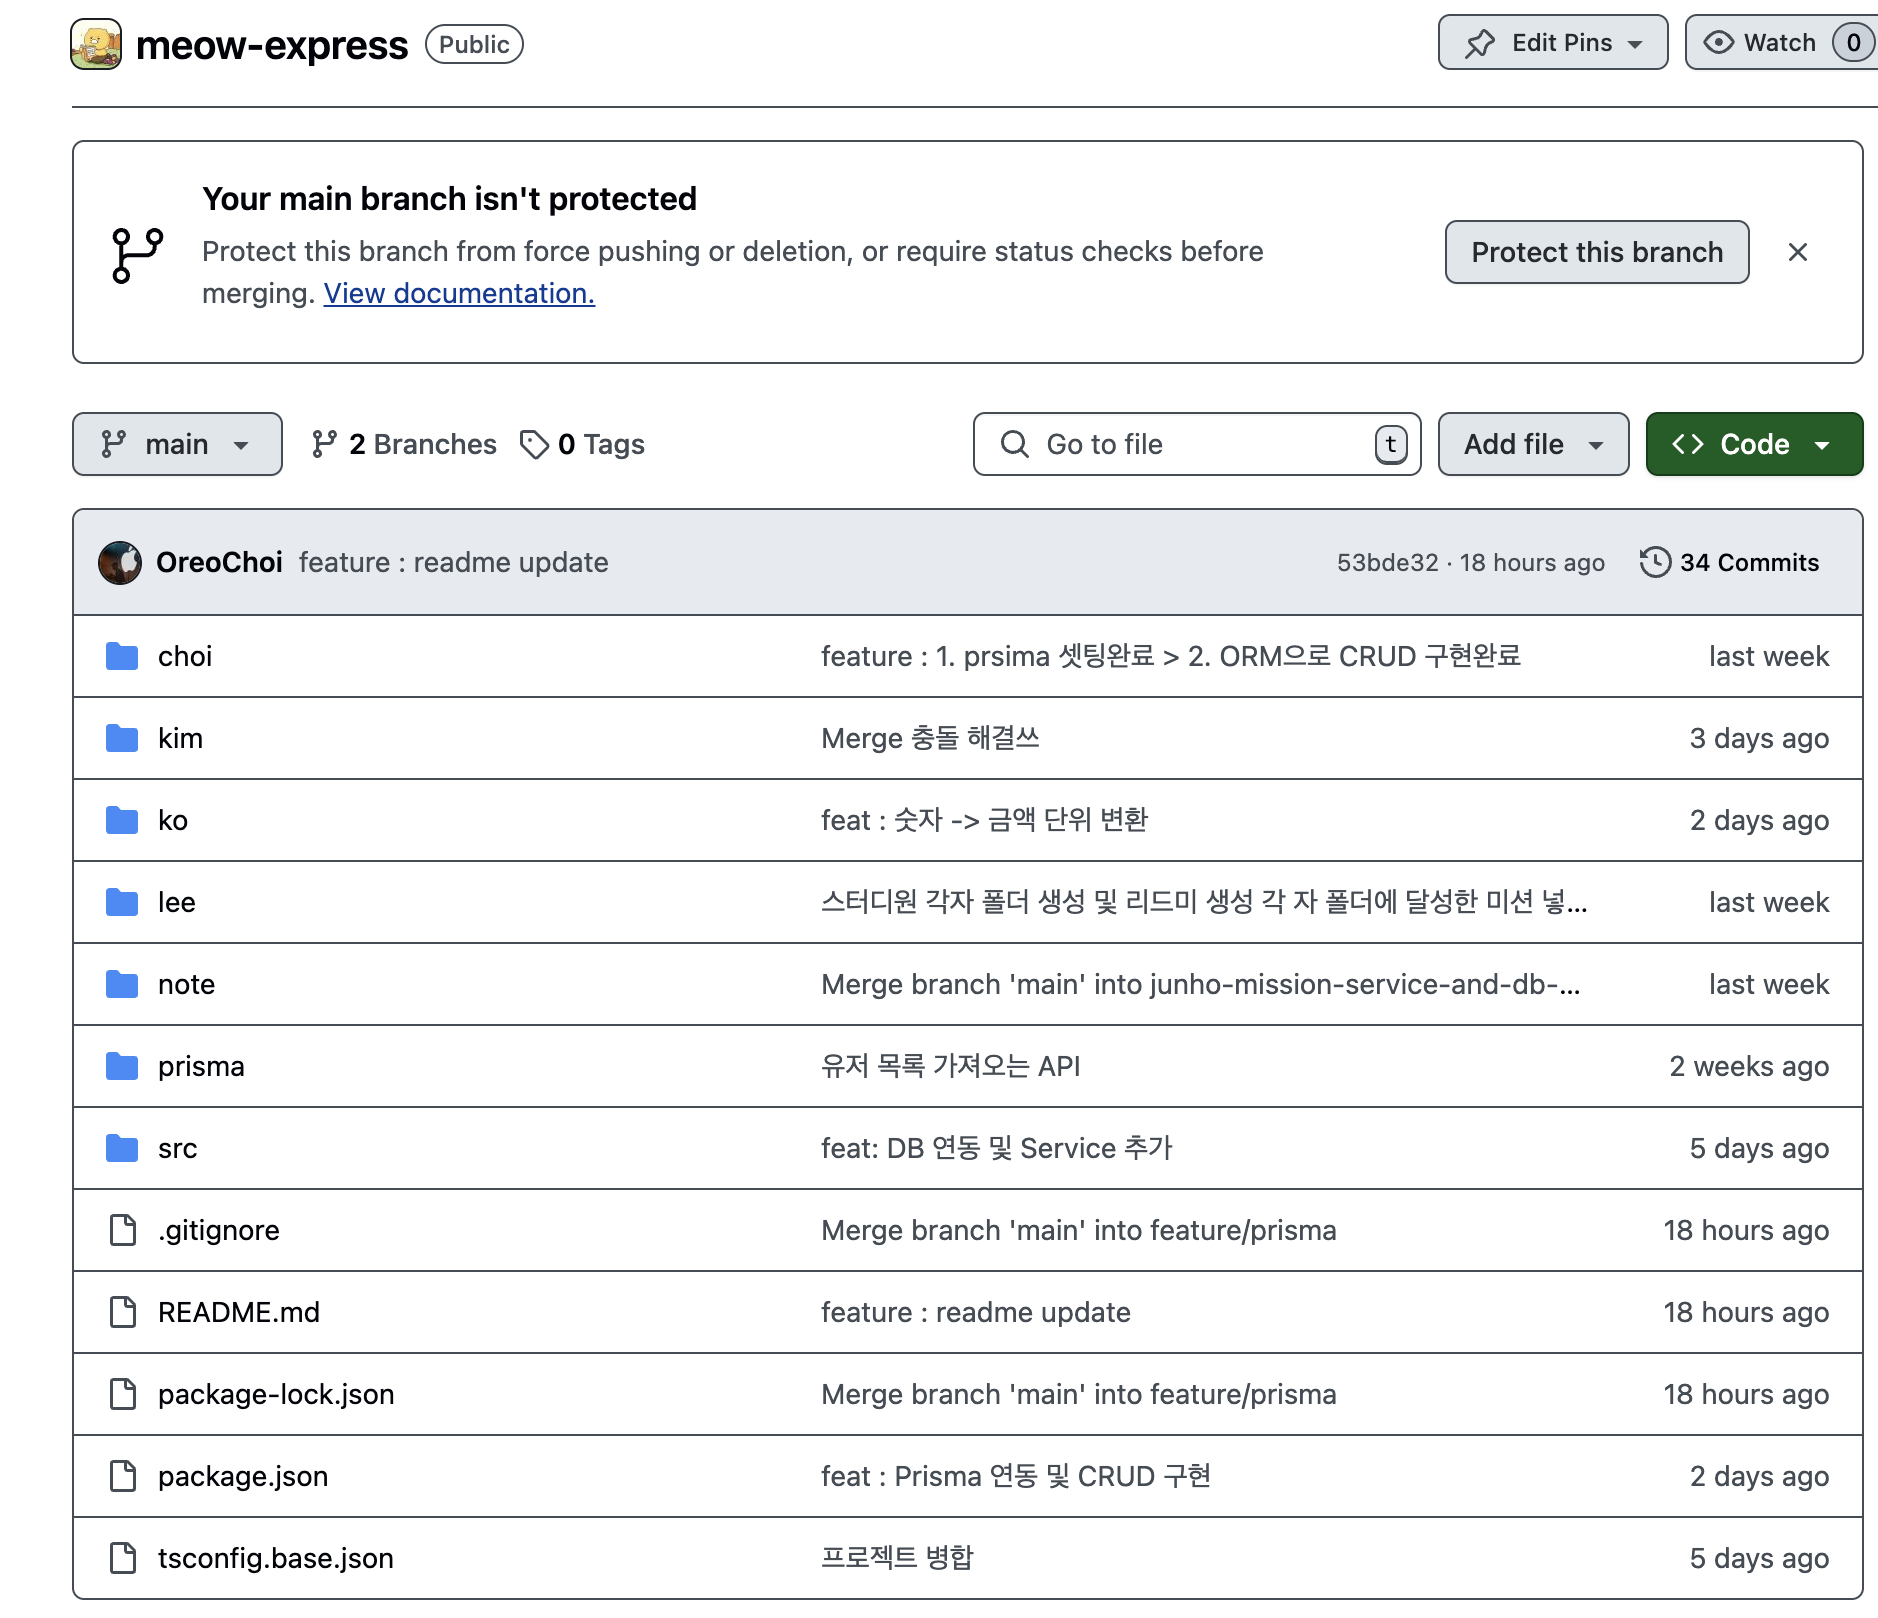 meow-express Public Edit Pins Watch 0
Your main branch isn't protected
Protect this branch from force pushing or deletion, or require status checks before
merging. View documentation.
Protect this branch
main 2 Branches 0 Tags Go to file t Add file Code
OreoChoi feature : readme update 53bde32 · 18 hours ago 34 Commits
choi feature : 1. prsima 셋팅완료 > 2. ORM으로 CRUD 구현완료 last week
kim Merge 충돌 해결쓰 3 days ago
ko feat : 숫자 -> 금액 단위 변환 2 days ago
lee 스터디원 각자 폴더 생성 및 리드미 생성 각 자 폴더에 달성한 미션 넣... last week
note Merge branch 'main' into junho-mission-service-and-db-... last week
prisma 유저 목록 가져오는 API 2 weeks ago
src feat: DB 연동 및 Service 추가 5 days ago
.gitignore Merge branch 'main' into feature/prisma 18 hours ago
README.md feature : readme update 18 hours ago
package-lock.json Merge branch 'main' into feature/prisma 18 hours ago
package.json feat : Prisma 연동 및 CRUD 구현 2 days ago
tsconfig.base.json 프로젝트 병합 5 days ago